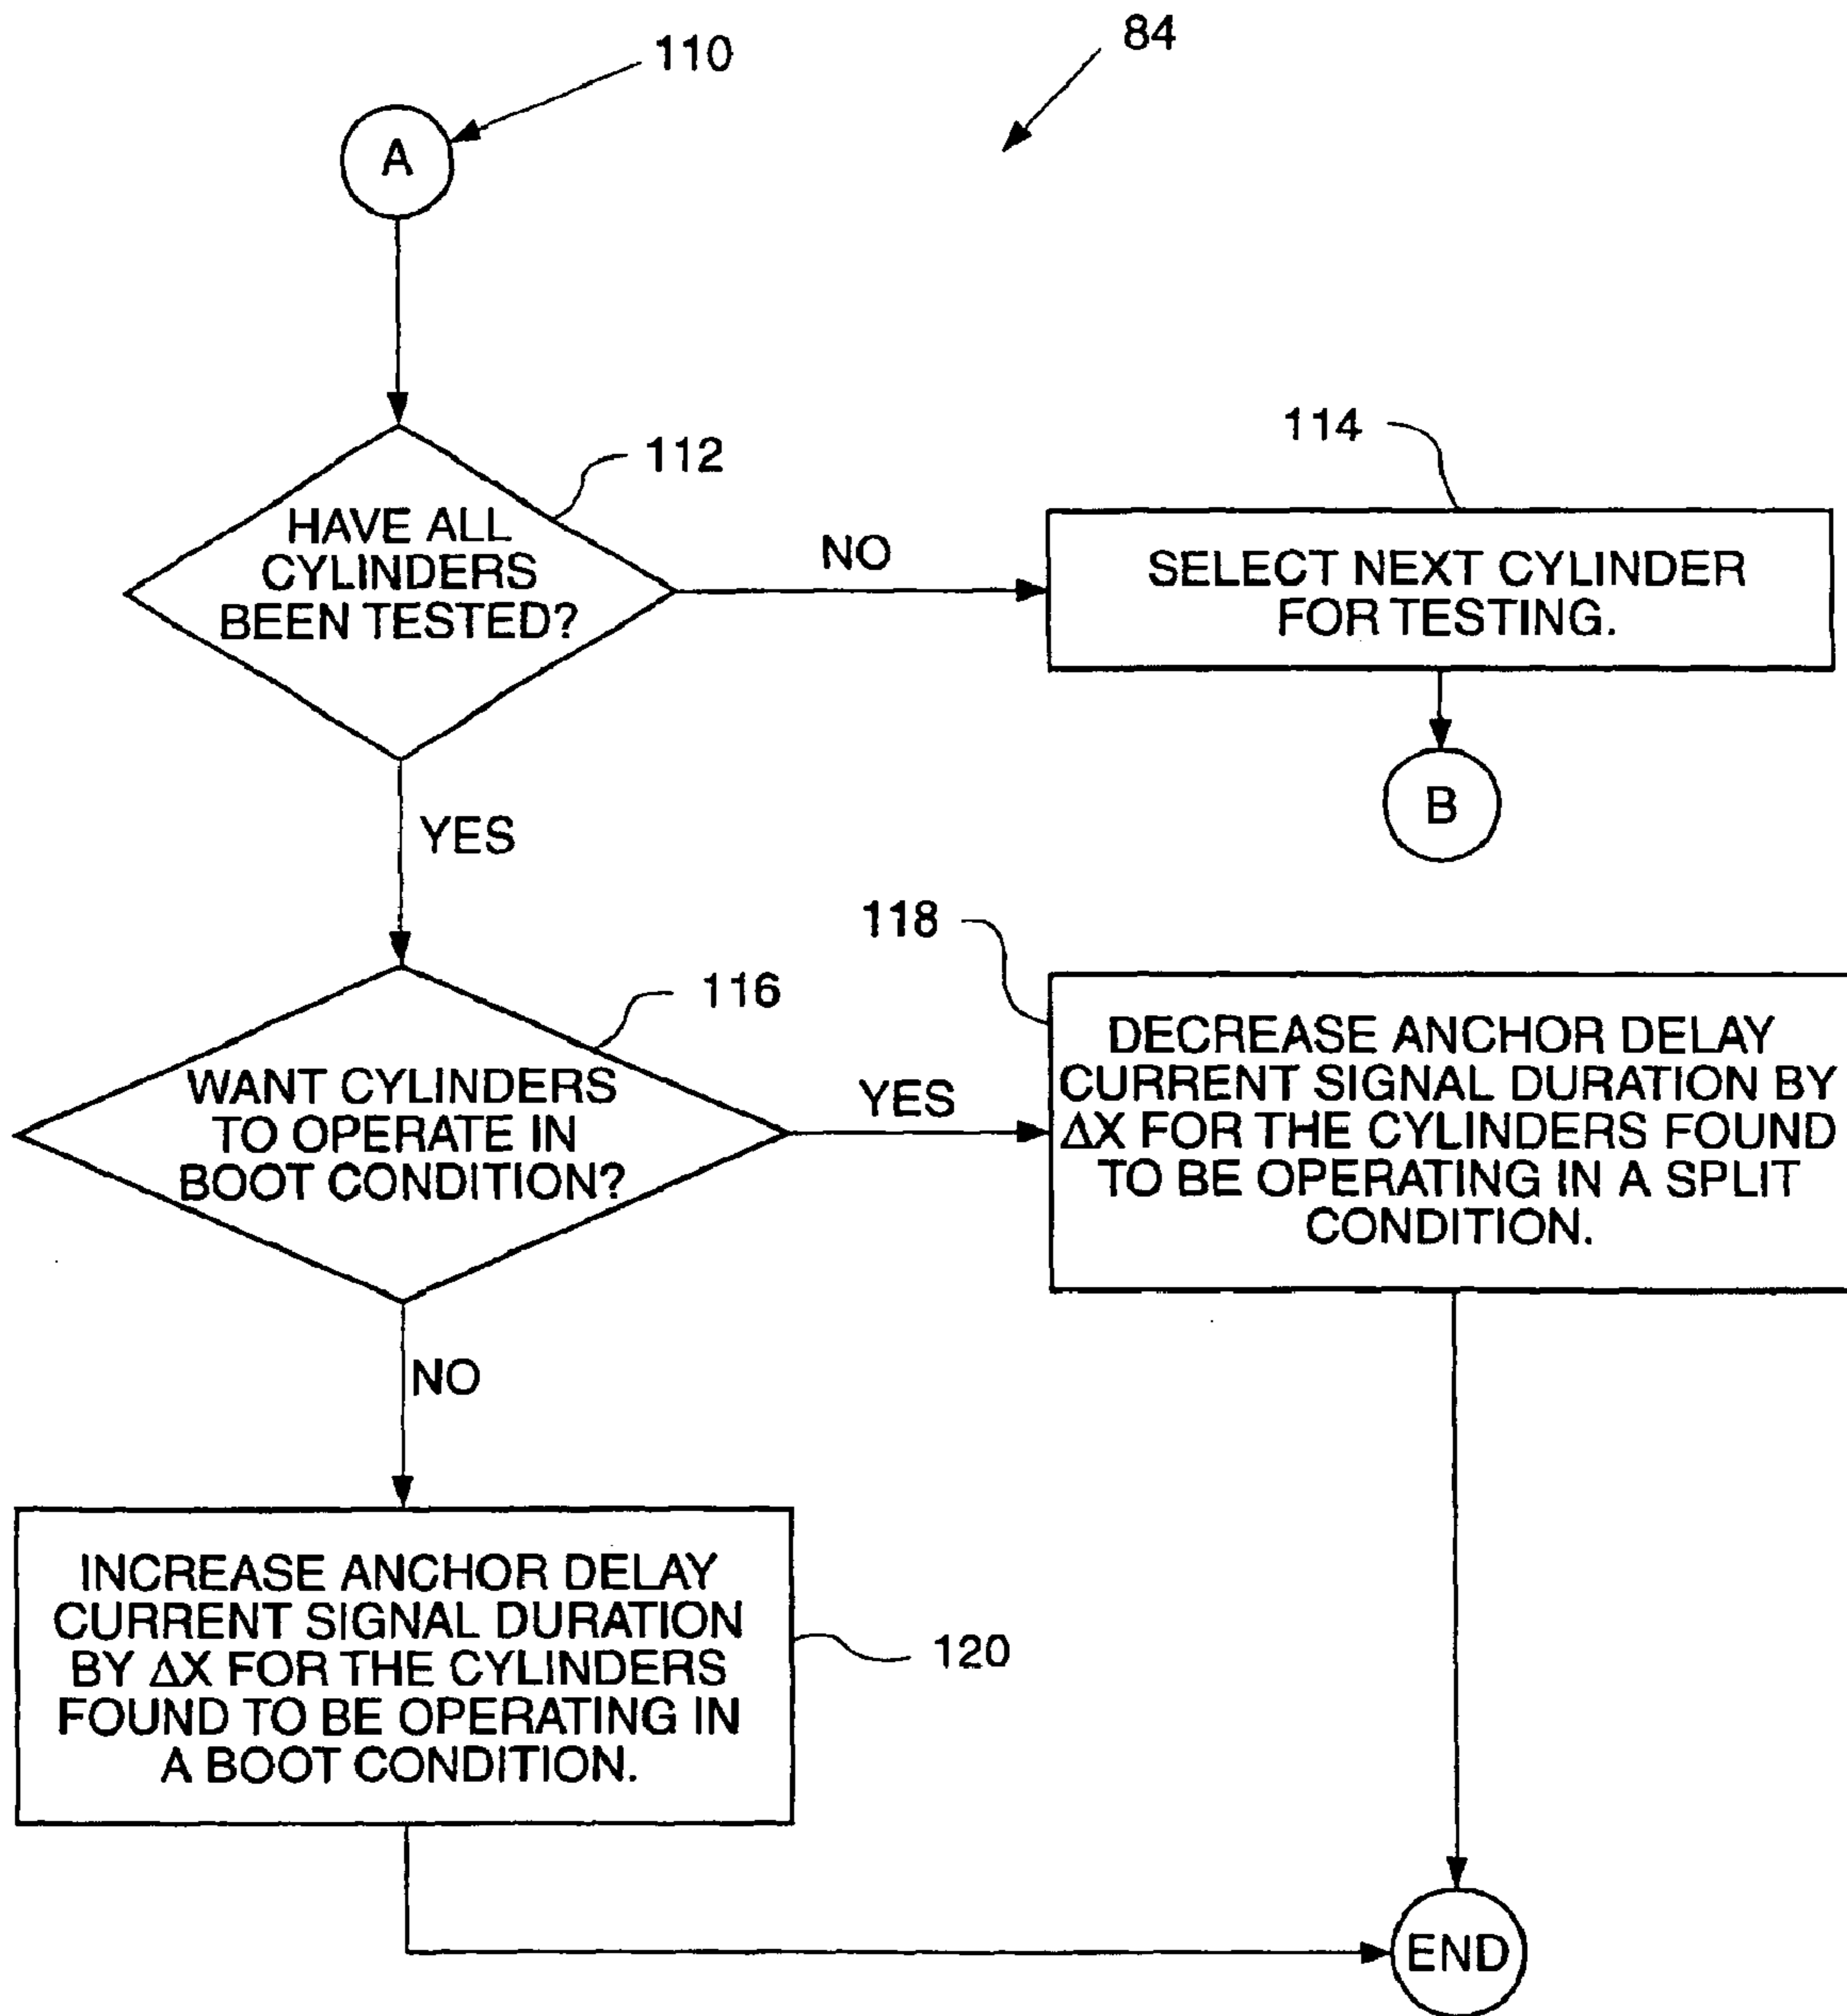 84
110
A
112
HAVE ALL
CYLINDERS
BEEN TESTED?
NO
114
SELECT NEXT CYLINDER
FOR TESTING.
B
YES
116
WANT CYLINDERS
TO OPERATE IN
BOOT CONDITION?
YES
118
DECREASE ANCHOR DELAY
CURRENT SIGNAL DURATION BY
ΔX FOR THE CYLINDERS FOUND
TO BE OPERATING IN A SPLIT
CONDITION.
NO
INCREASE ANCHOR DELAY
CURRENT SIGNAL DURATION
BY ΔX FOR THE CYLINDERS
FOUND TO BE OPERATING IN
A BOOT CONDITION.
120
END